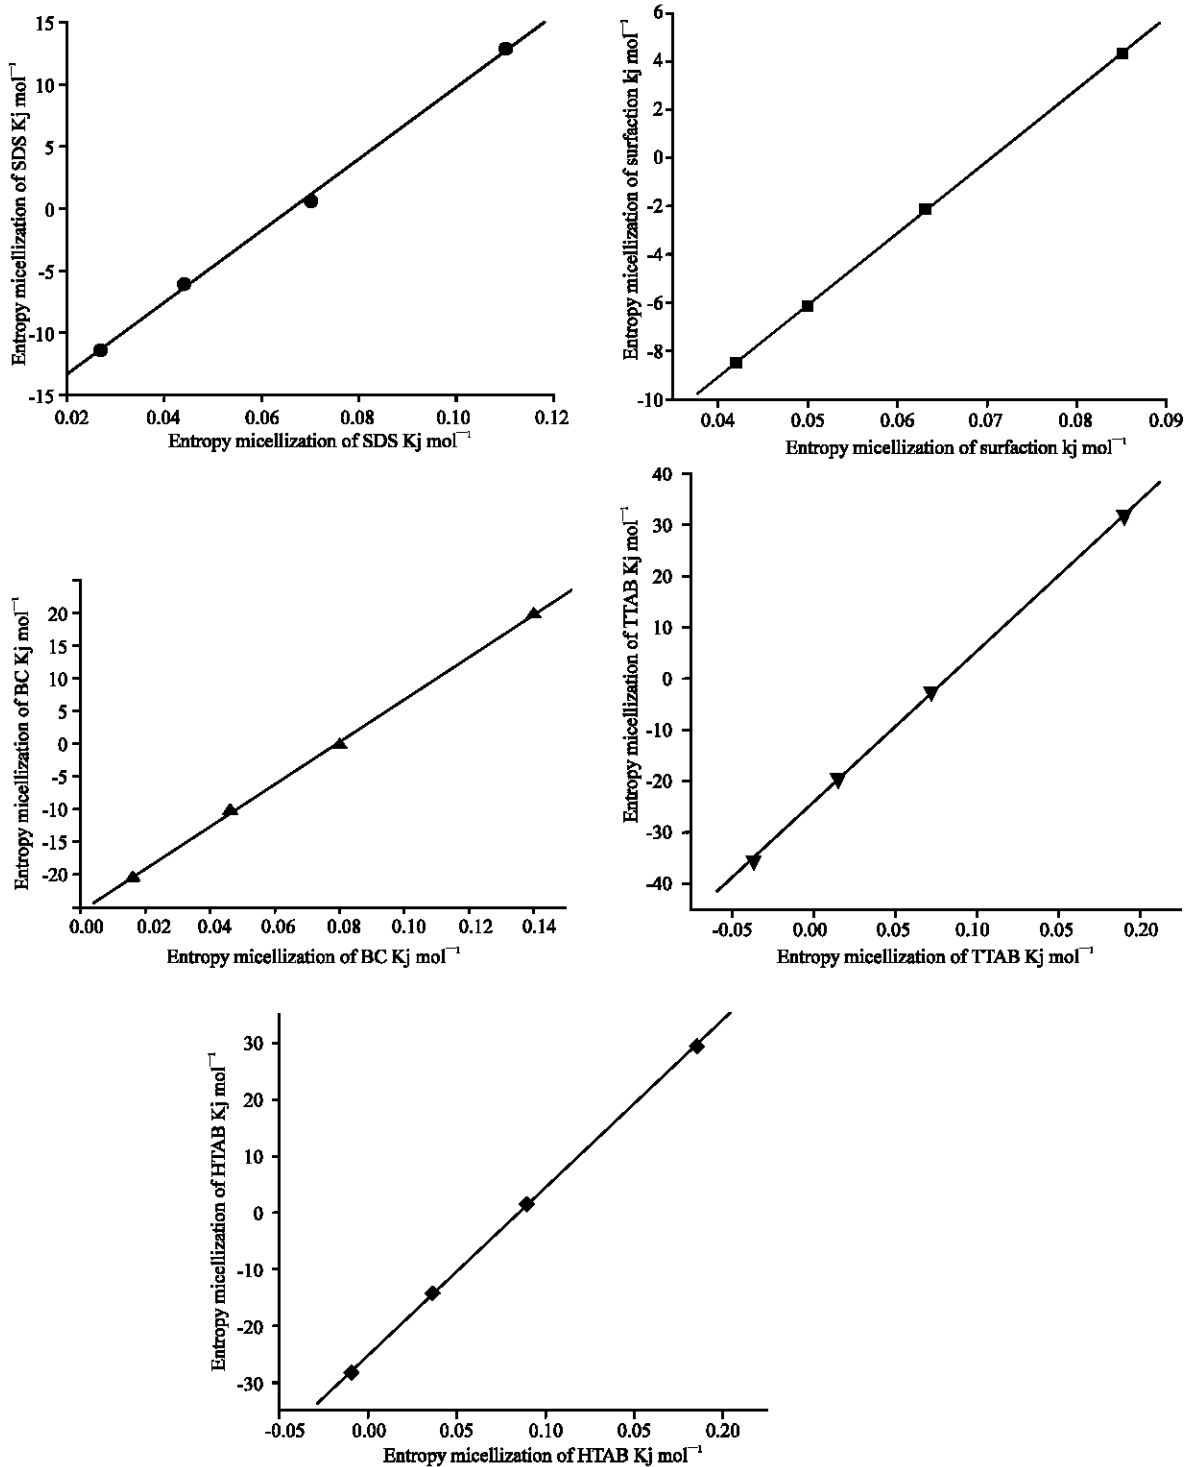 15
10
5
0
-5
-10
-15
Entropy micellization of SDS Kj mol⁻¹
0.02 0.04 0.06 0.08 0.10 0.12
Entropy micellization of SDS Kj mol⁻¹
6
4
2
0
-2
-4
-6
-8
-10
Entropy micellization of surfaction kj mol⁻¹
0.04 0.05 0.06 0.07 0.08 0.09
Entropy micellization of surfaction kj mol⁻¹
20
15
10
5
0
-5
-10
-15
-20
Entropy micellization of BC Kj mol⁻¹
0.00 0.02 0.04 0.06 0.08 0.10 0.12 0.14
Entropy micellization of BC Kj mol⁻¹
40
30
20
10
0
-10
-20
-30
-40
Entropy micellization of TTAB Kj mol⁻¹
-0.05 0.00 0.05 0.10 0.05 0.20
Entropy micellization of TTAB Kj mol⁻¹
30
20
10
0
-10
-20
-30
Entropy micellization of HTAB Kj mol⁻¹
-0.05 0.00 0.05 0.10 0.05 0.20
Entropy micellization of HTAB Kj mol⁻¹